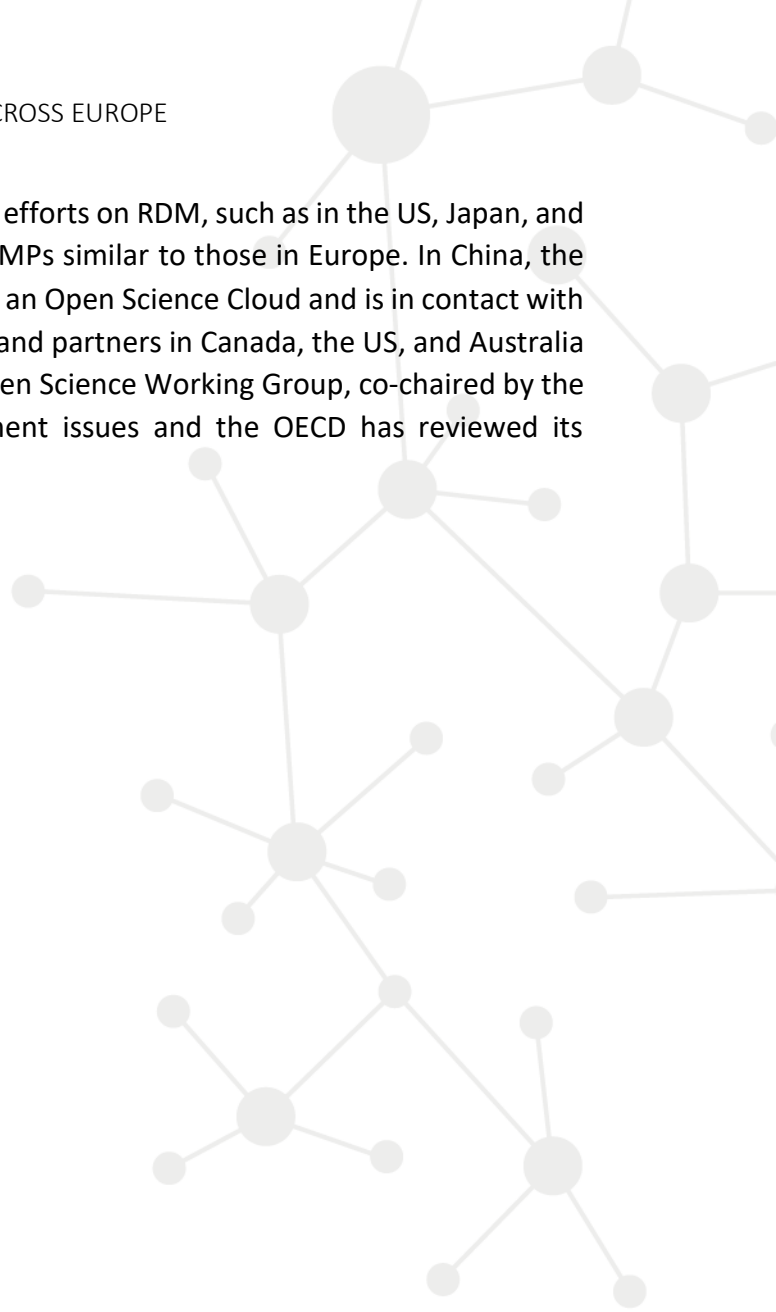 CROSS EUROPE
efforts on RDM, such as in the US, Japan, and
MPs similar to those in Europe. In China, the
an Open Science Cloud and is in contact with
and partners in Canada, the US, and Australia
en Science Working Group, co-chaired by the
ent issues and the OECD has reviewed its